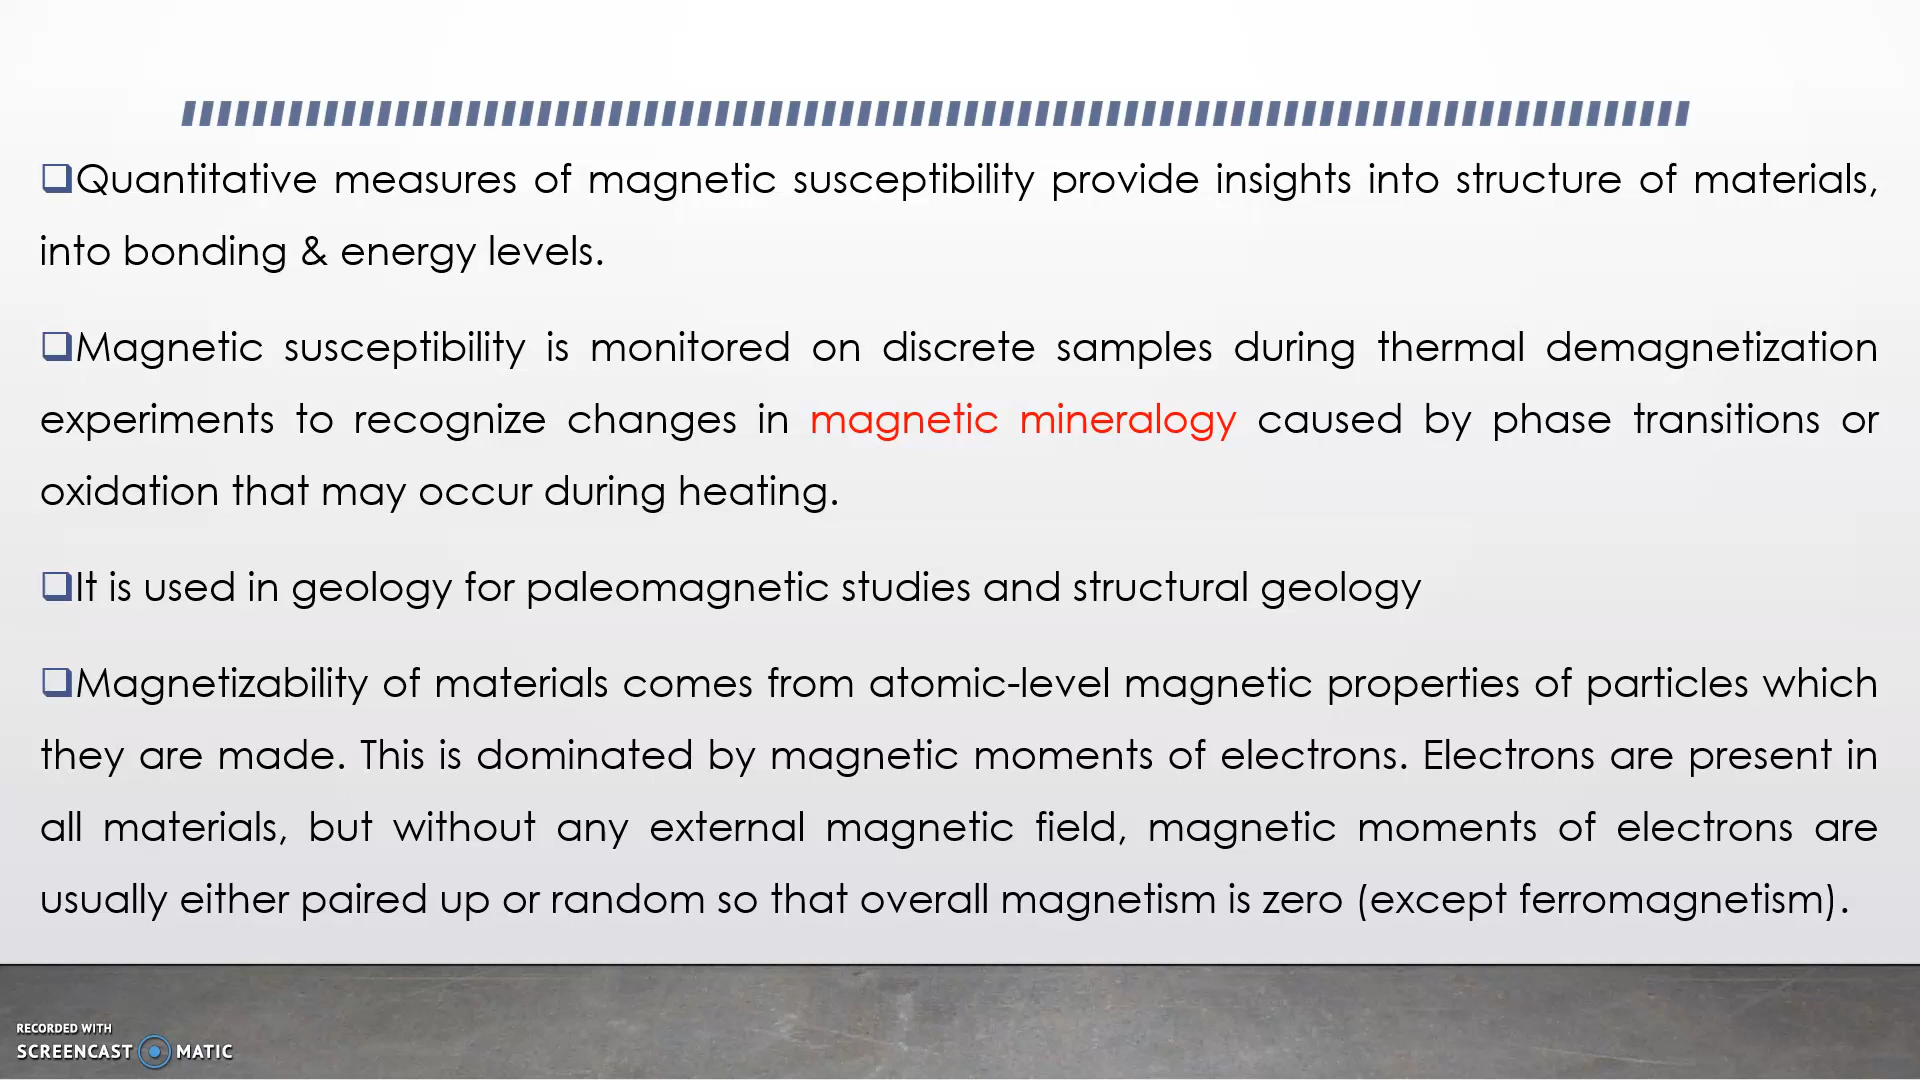 Quantitative measures of magnetic susceptibility provide insights into structure of materials,
into bonding & energy levels.
Magnetic susceptibility is monitored on discrete samples during thermal demagnetization
experiments to recognize changes in magnetic mineralogy caused by phase transitions or
oxidation that may occur during heating.
It is used in geology for paleomagnetic studies and structural geology
Magnetizability of materials comes from atomic-level magnetic properties of particles which
they are made. This is dominated by magnetic moments of electrons. Electrons are present in
all materials, but without any external magnetic field, magnetic moments of electrons are
usually either paired up or random so that overall magnetism is zero (except ferromagnetism).
RECORDED WITH
SCREENCAST MATIC